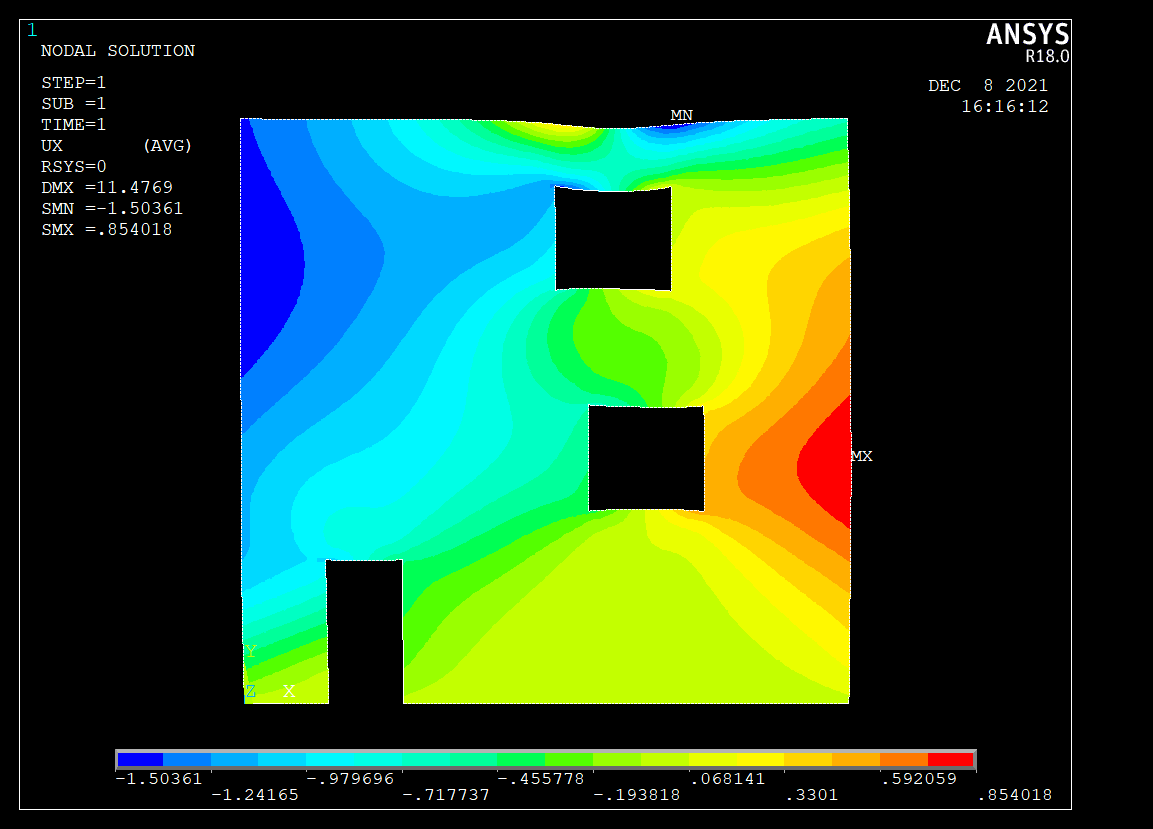 1
ANSYS
R18.0
NODAL SOLUTION
STEP=1
SUB =1
TIME=1
UX       (AVG)
RSYS=0
DMX =11.4769
SMN =-1.50361
SMX =.854018
DEC  8 2021
16:16:12
MN
MX
Y
Z X
-1.50361 -.979696 -.455778 .068141 .592059
-1.24165 -.717737 -.193818 .3301 .854018